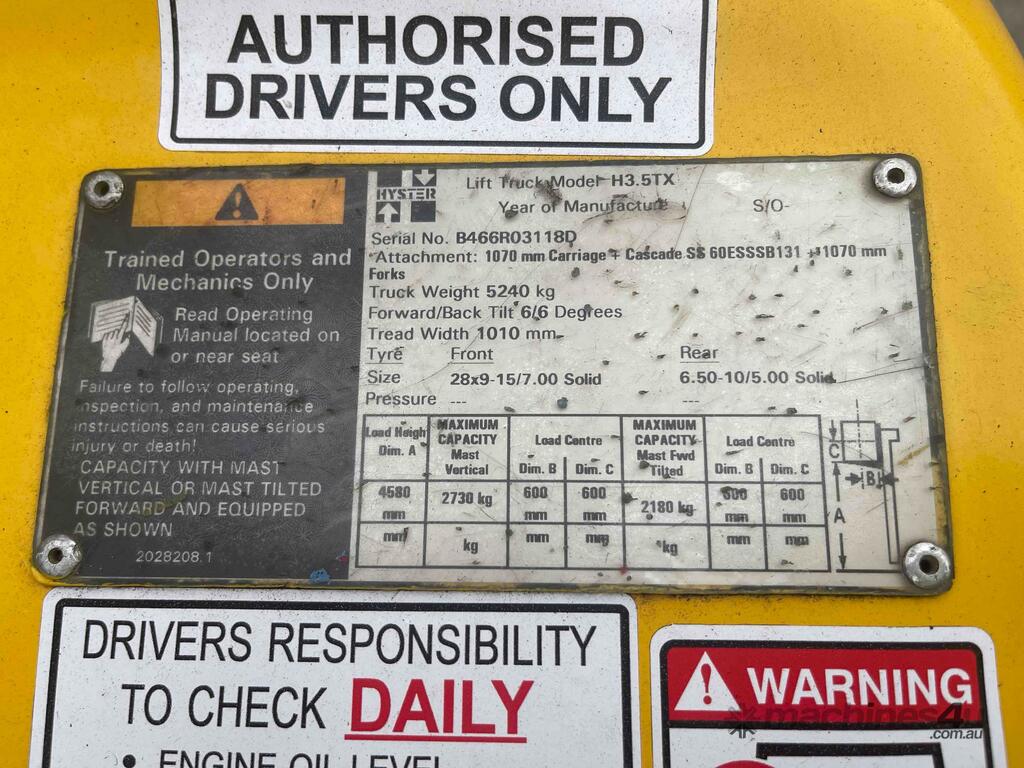 AUTHORISED
DRIVERS ONLY
Trained Operators and
Mechanics Only
Read Operating
Manual located on
or near seat
Failure to follow operating,
inspection, and maintenance
instructions can cause serious
injury or death!
CAPACITY WITH MAST
VERTICAL OR MAST TILTED
FORWARD AND EQUIPPED
AS SHOWN
2028208.1
HYSTER
Lift Truck Model H3.5TX
Year of Manufacture S/O-
Serial No. B466R03118D
Attachment: 1070 mm Carriage + Cascade SS 60ESSSB131 + 1070 mm
Forks
Truck Weight 5240 kg
Forward/Back Tilt 6/6 Degrees
Tread Width 1010 mm
Tyre Front Rear
Size 28x9-15/7.00 Solid 6.50-10/5.00 Solid
Pressure --- ---
Load Height
Dim. A
MAXIMUM
CAPACITY
Mast
Vertical
Load Centre
Dim. B Dim. C
MAXIMUM
CAPACITY
Mast Fwd
Tilted
Load Centre
Dim. B Dim. C
4580 mm 2730 kg 600 mm 600 mm 2180 kg 600 mm 600 mm
mm kg mm mm kg mm mm
C
B
A
DRIVERS RESPONSIBILITY
TO CHECK DAILY
• ENGINE OIL LEVEL
WARNING
machines4u
.com.au